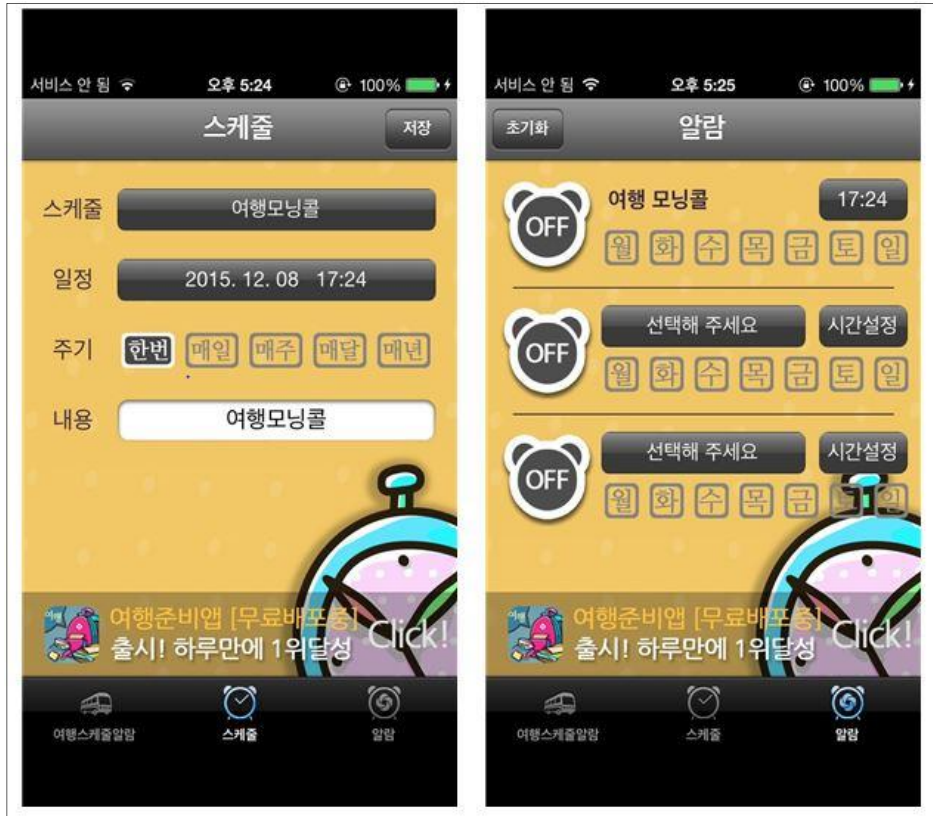 서비스 안 됨 오후 5:24 100%
스케줄 저장
스케줄 여행모닝콜
일정 2015. 12. 08 17:24
주기 한번 매일 매주 매달 매년
내용 여행모닝콜
여행준비앱 [무료배포중]
출시! 하루만에 1위달성 Click!
여행스케줄알람 스케줄 알람
서비스 안 됨 오후 5:25 100%
초기화 알람
OFF 여행 모닝콜 17:24
월 화 수 목 금 토 일
OFF 선택해 주세요 시간설정
월 화 수 목 금 토 일
OFF 선택해 주세요 시간설정
월 화 수 목 금 토 일
여행준비앱 [무료배포중]
출시! 하루만에 1위달성 Click!
여행스케줄알람 스케줄 알람